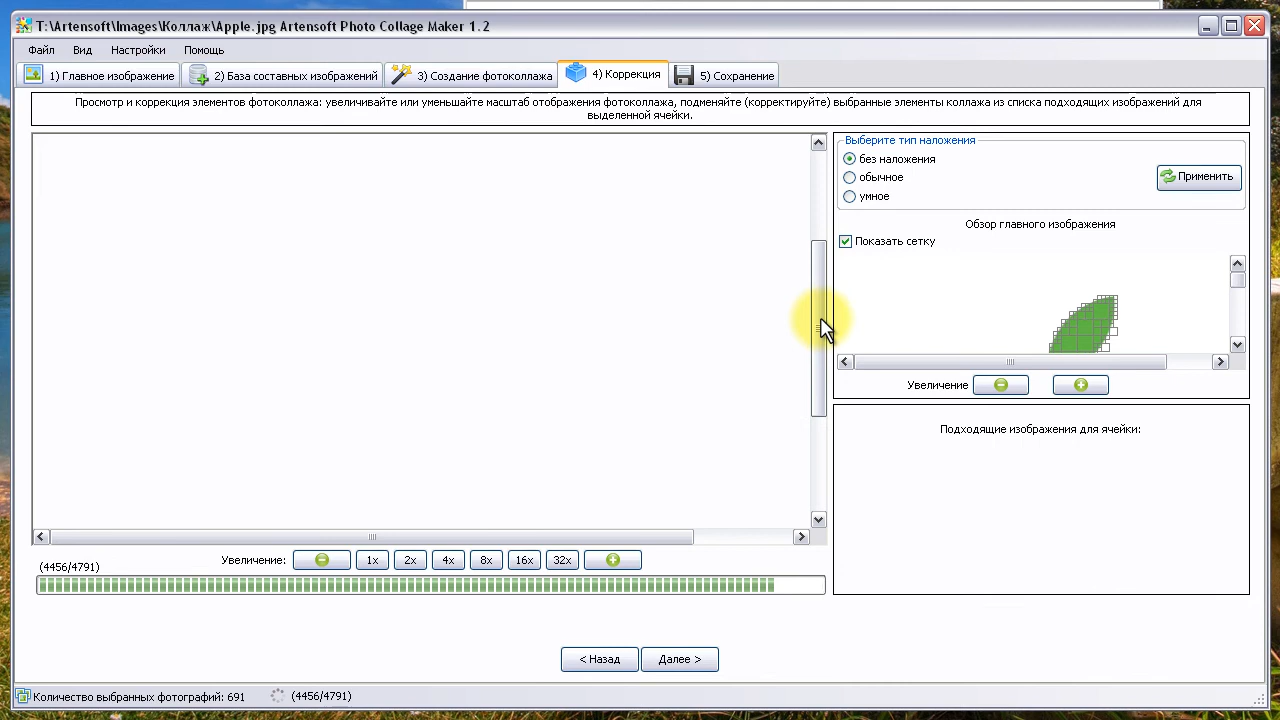 T:\Artensoft\Images\Коллаж\Apple.jpg Artensoft Photo Collage Maker 1.2
Файл Вид Настройки Помощь
1) Главное изображение 2) База составных изображений 3) Создание фотоколлажа 4) Коррекция 5) Сохранение
Просмотр и коррекция элементов фотоколлажа: увеличивайте или уменьшайте масштаб отображения фотоколлажа, подменяйте (корректируйте) выбранные элементы коллажа из списка подходящих изображений для
выделенной ячейки.
Выберите тип наложения
без наложения
обычное
умное
Применить
Обзор главного изображения
Показать сетку
Увеличение
Подходящие изображения для ячейки:
Увеличение: 1x 2x 4x 8x 16x 32x
(4456/4791)
< Назад Далее >
Количество выбранных фотографий: 691 (4456/4791)